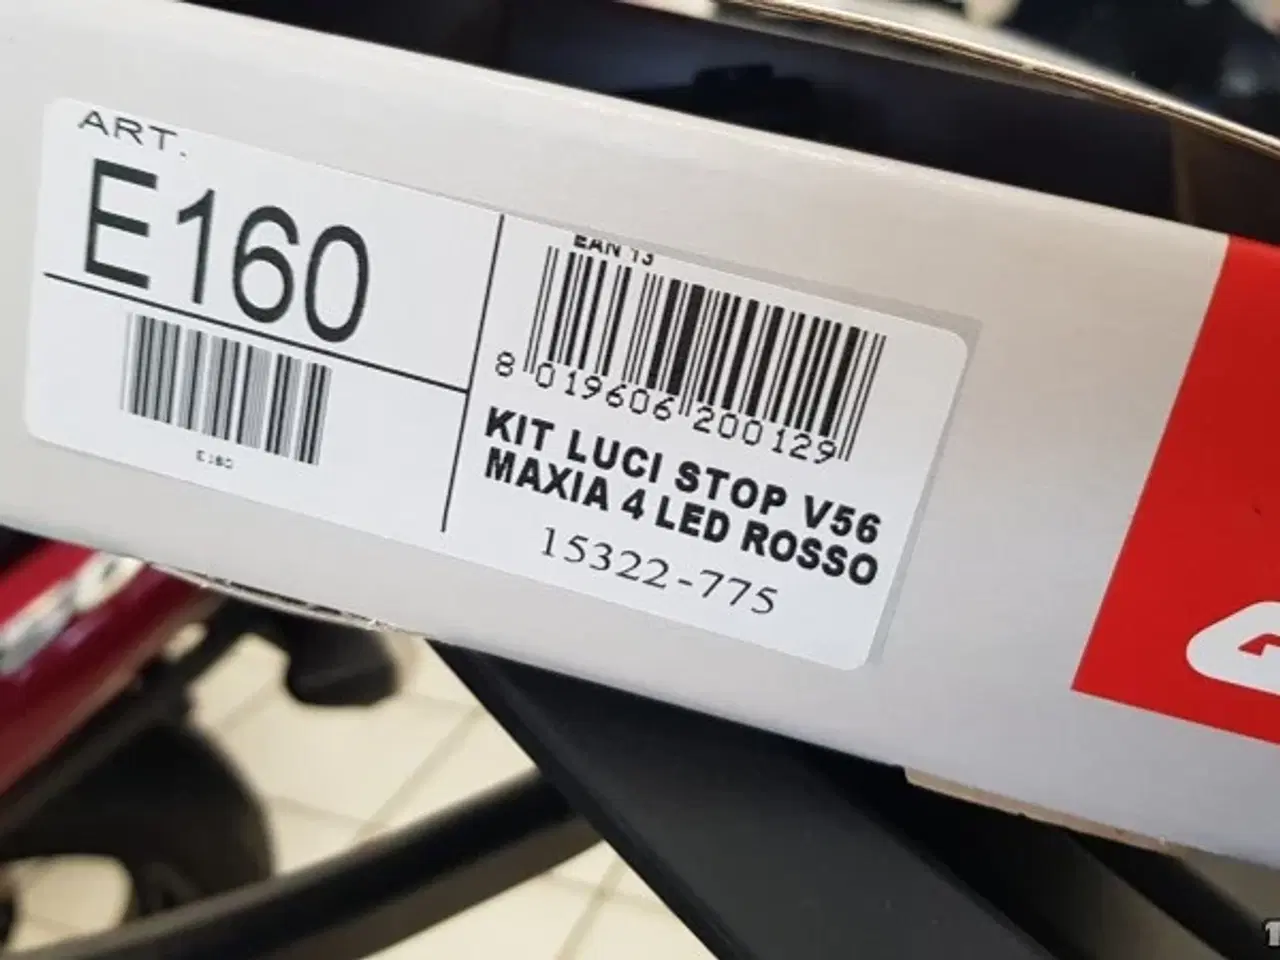 ART.
E160
E160
EAN 13
8 019606 200129
KIT LUCI STOP V56
MAXIA 4 LED ROSSO
15322-775